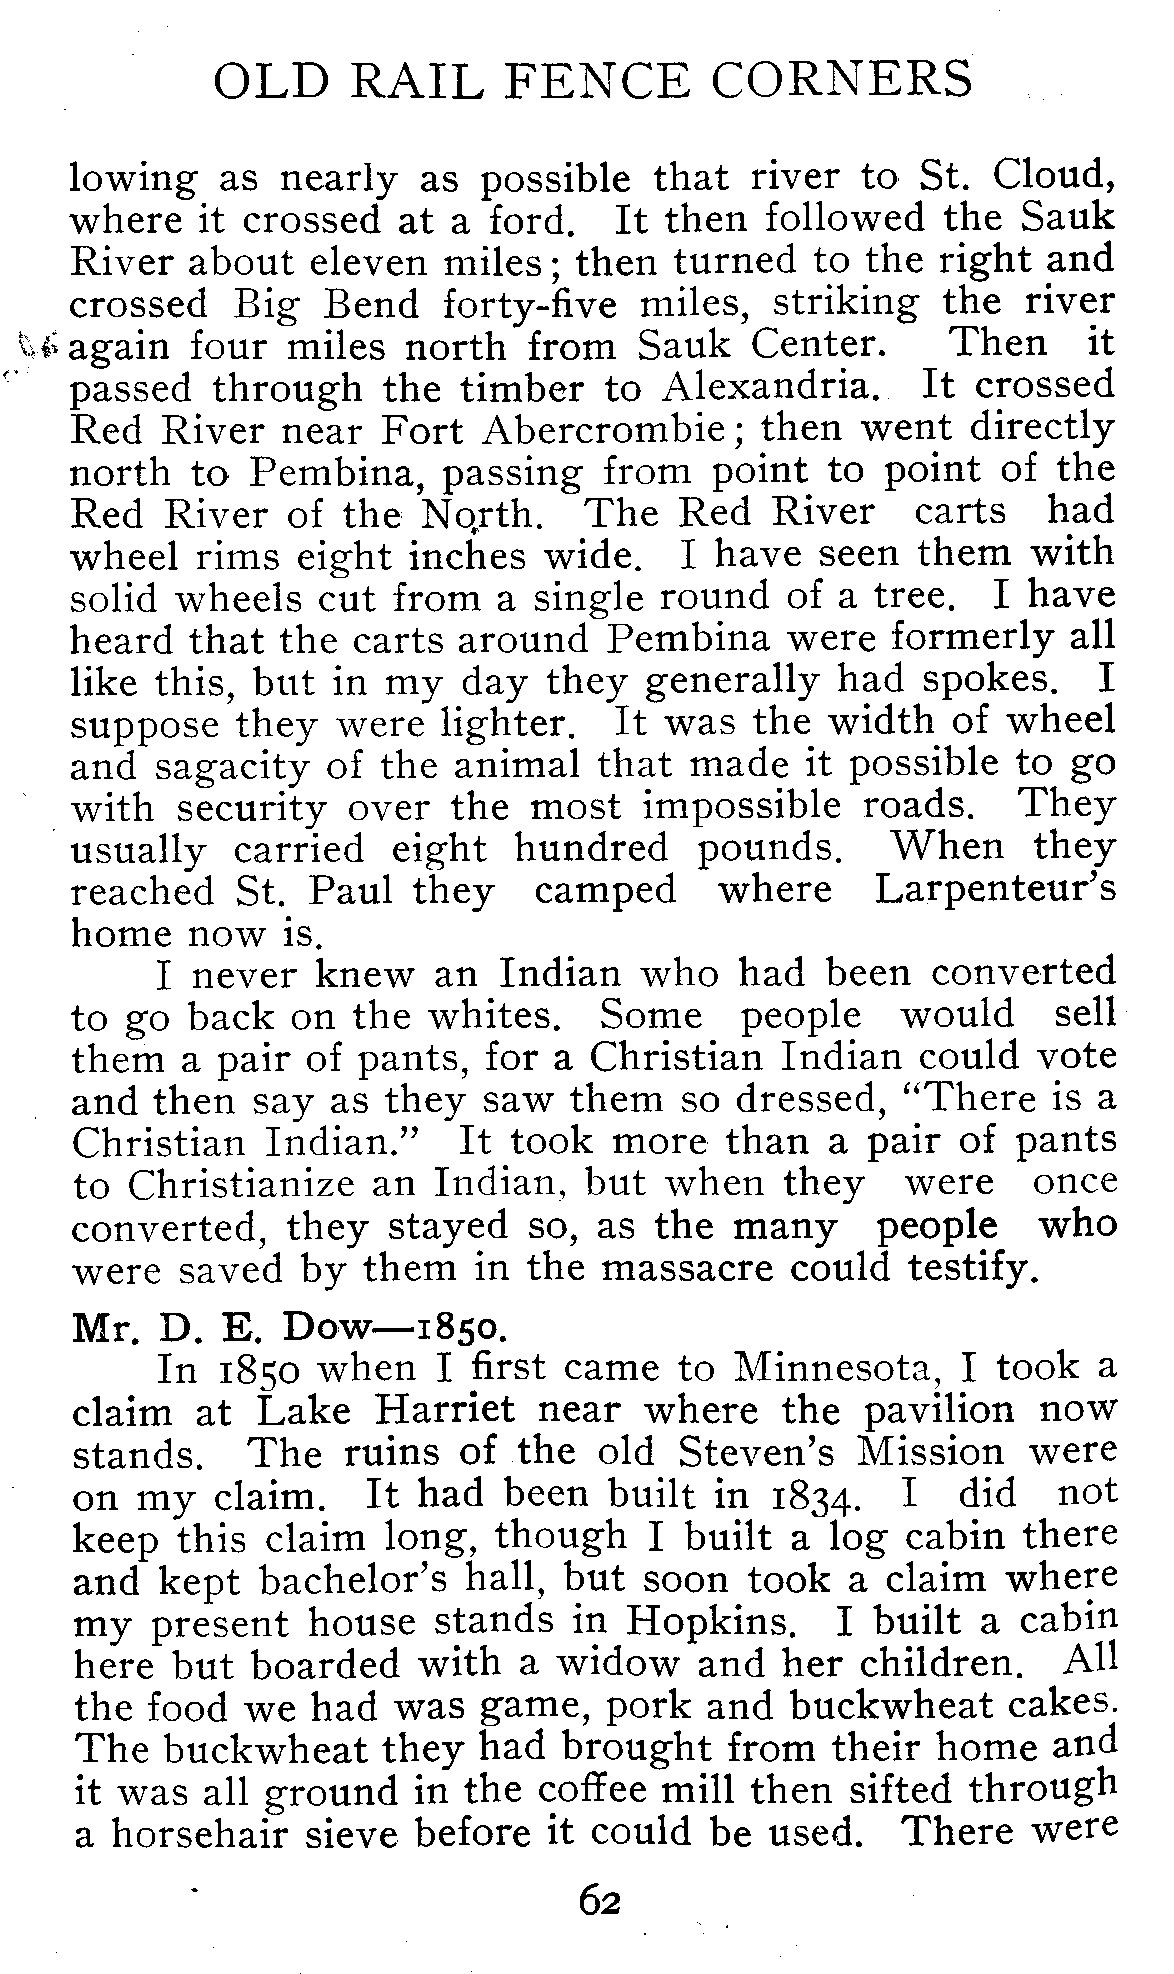 OLD RAIL FENCE CORNERS
lowing as nearly as possible that river to St. Cloud,
where it crossed at a ford. It then followed the Sauk
River about eleven miles; then turned to the right and
crossed Big Bend forty-five miles, striking the river
again four miles north from Sauk Center. Then it
passed through the timber to Alexandria. It crossed
Red River near Fort Abercrombie; then went directly
north to Pembina, passing from point to point of the
Red River of the North. The Red River carts had
wheel rims eight inches wide. I have seen them with
solid wheels cut from a single round of a tree. I have
heard that the carts around Pembina were formerly all
like this, but in my day they generally had spokes. I
suppose they were lighter. It was the width of wheel
and sagacity of the animal that made it possible to go
with security over the most impossible roads. They
usually carried eight hundred pounds. When they
reached St. Paul they camped where Larpenteur's
home now is.
I never knew an Indian who had been converted
to go back on the whites. Some people would sell
them a pair of pants, for a Christian Indian could vote
and then say as they saw them so dressed, "There is a
Christian Indian." It took more than a pair of pants
to Christianize an Indian, but when they were once
converted, they stayed so, as the many people who
were saved by them in the massacre could testify.
Mr. D. E. Dow—1850.
In 1850 when I first came to Minnesota, I took a
claim at Lake Harriet near where the pavilion now
stands. The ruins of the old Steven's Mission were
on my claim. It had been built in 1834. I did not
keep this claim long, though I built a log cabin there
and kept bachelor's hall, but soon took a claim where
my present house stands in Hopkins. I built a cabin
here but boarded with a widow and her children. All
the food we had was game, pork and buckwheat cakes.
The buckwheat they had brought from their home and
it was all ground in the coffee mill then sifted through
a horsehair sieve before it could be used. There were
62